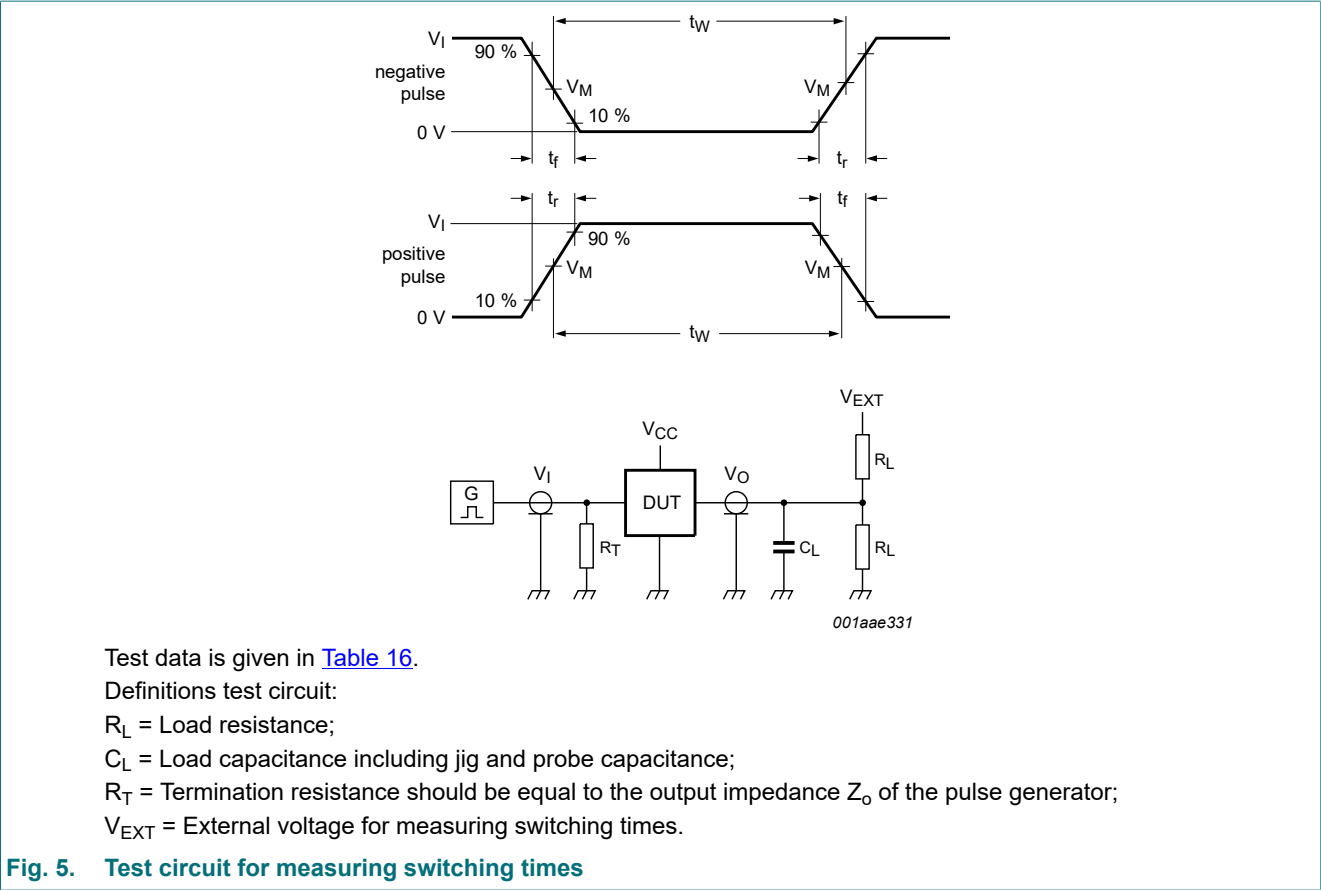 tW
VI
90 %
negative
pulse
VM
VM
10 %
0 V
tf
tr
tr
tf
VI
90 %
positive
pulse
VM
VM
10 %
0 V
tW
VEXT
VCC
RL
VI
VO
G
DUT
RT
CL
RL
001aae331
Test data is given in Table 16.
Definitions test circuit:
RL = Load resistance;
CL = Load capacitance including jig and probe capacitance;
RT = Termination resistance should be equal to the output impedance Zo of the pulse generator;
VEXT = External voltage for measuring switching times.
Fig. 5. Test circuit for measuring switching times